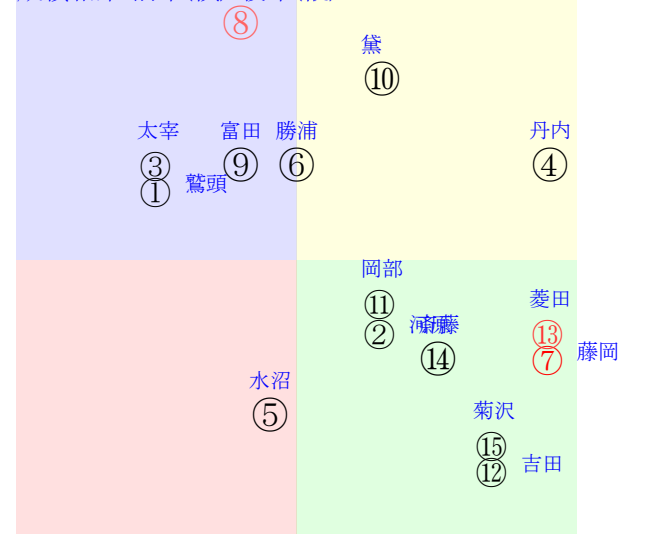 ⑧
黛
⑩
太宰
富田
勝浦
丹内
③
⑨
⑥
④
①
鷲頭
岡部
⑪
菱田
②
斎藤
⑬
⑭
⑦
藤岡
水沼
⑤
菊沢
⑮
⑫
吉田